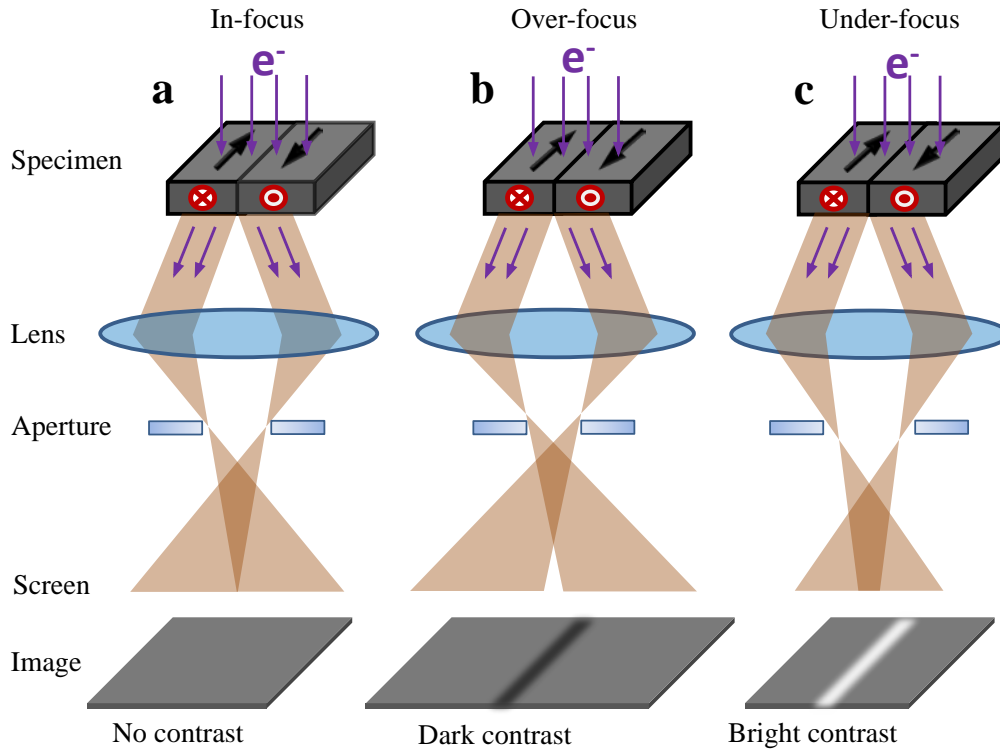 In-focus
Over-focus
Under-focus
e-
e-
e-
a
b
c
Specimen
Lens
Aperture
Screen
Image
No contrast
Dark contrast
Bright contrast